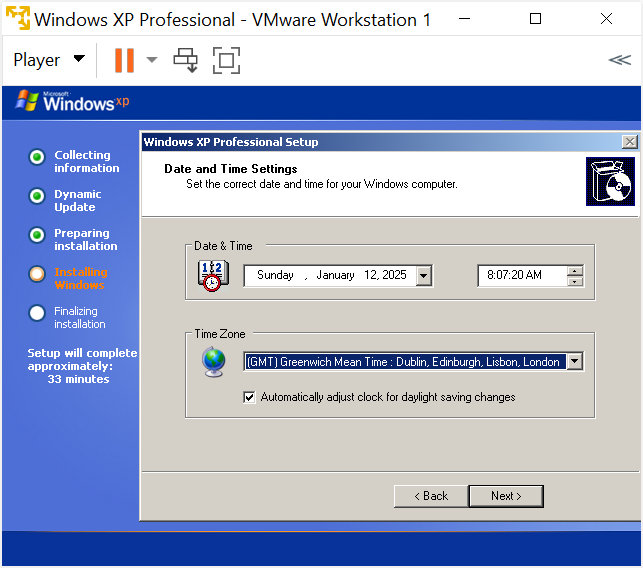 Windows XP Professional - VMware Workstation 1
Player
Microsoft
Windows xp
Collecting
information
Dynamic
Update
Preparing
installation
Installing
Windows
Finalizing
installation
Setup will complete
approximately:
33 minutes
Windows XP Professional Setup
Date and Time Settings
Set the correct date and time for your Windows computer.
Date & Time
1 2
Sunday , January 12, 2025
8:07:20 AM
Time Zone
(GMT) Greenwich Mean Time : Dublin, Edinburgh, Lisbon, London
Automatically adjust clock for daylight saving changes
< Back
Next >